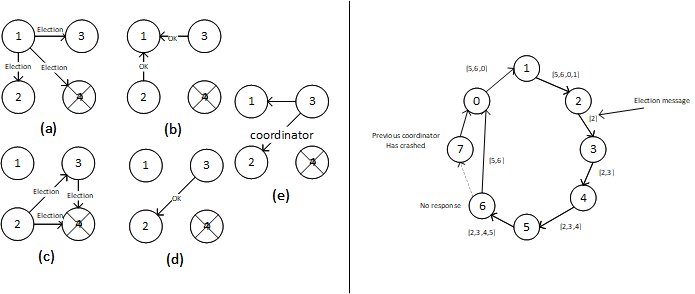 1
3
Election
Election
Election
2
4
(a)
1
3
OK
OK
2
4
(b)
1
3
coordinator
2
4
(e)
1
3
Election
Election
Election
2
4
(c)
1
3
OK
2
4
(d)
1
[5,6,0]
[5,6,0,1]
0
2
Election message
[2]
Previous coordinator
Has crashed
7
3
[5,6]
[2,3]
No response
6
4
[2,3,4,5]
5
[2,3,4]